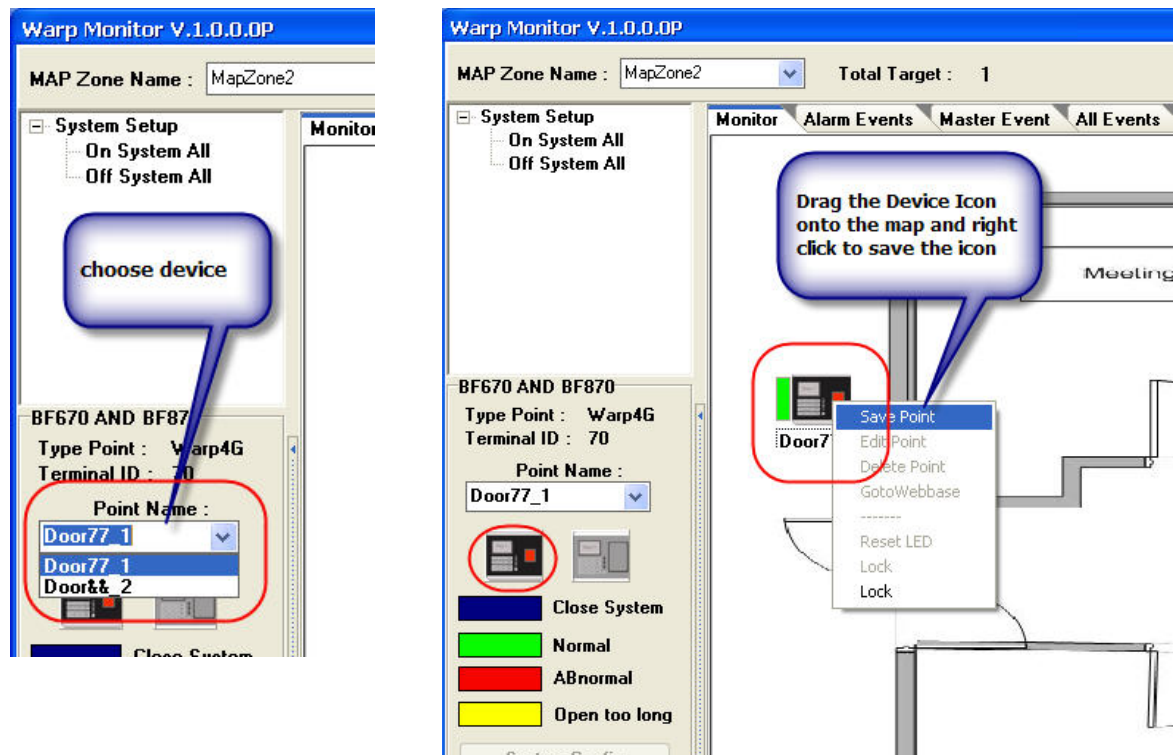 Warp Monitor V.1.0.0.0P
MAP Zone Name : MapZone2
System Setup
On System All
Off System All
Monitor
choose device
BF670 AND BF87
Type Point : Warp4G
Terminal ID : 70
Point Name :
Door77_1
Door77_1
Door&&_2
Close System
Warp Monitor V.1.0.0.0P
MAP Zone Name : MapZone2 Total Target : 1
System Setup
On System All
Off System All
Monitor Alarm Events Master Event All Events
Drag the Device Icon
onto the map and right
click to save the icon
Meeting
BF670 AND BF870
Type Point : Warp4G
Terminal ID : 70
Point Name :
Door77_1
Close System
Normal
ABnormal
Open too long
Door7
Save Point
Edit Point
Delete Point
GotoWebbase
-------
Reset LED
Lock
Lock